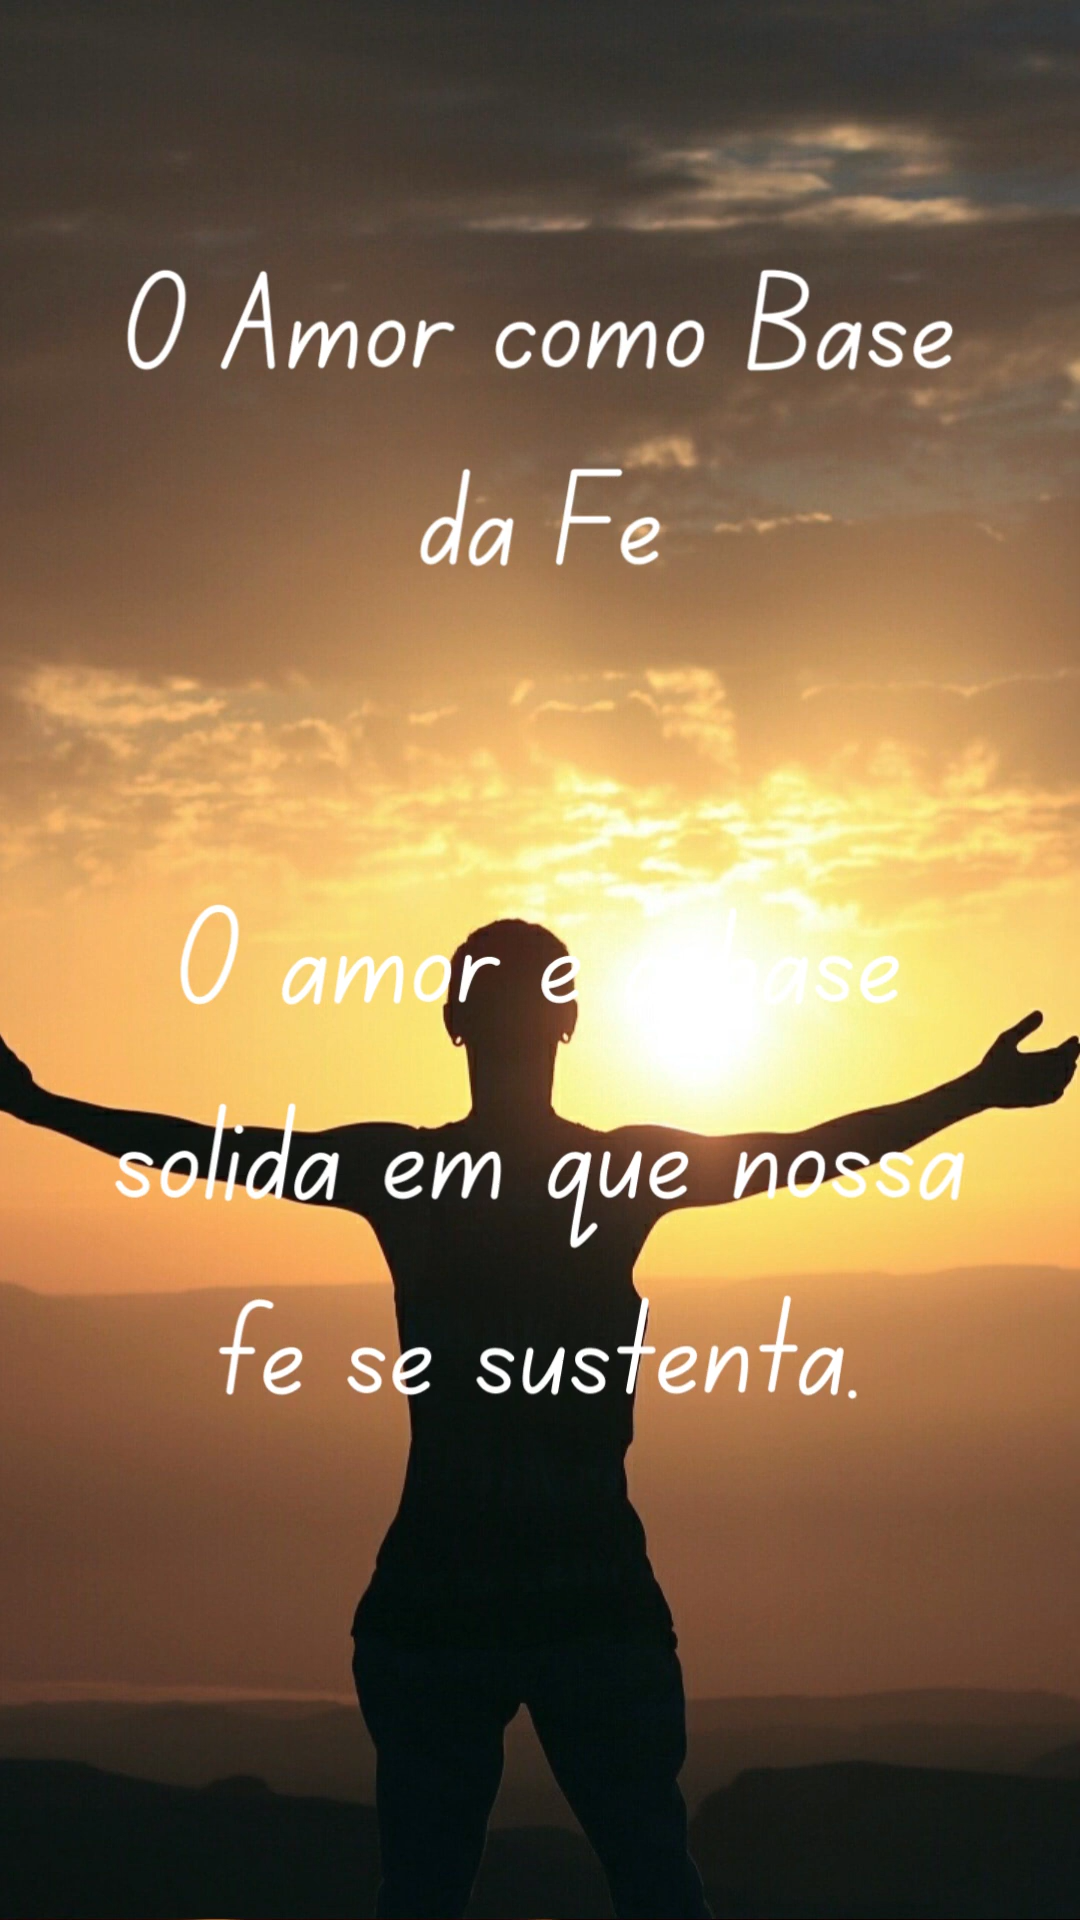 O Amor como Base
da Fe
O amor e a base
solida em que nossa
fe se sustenta.